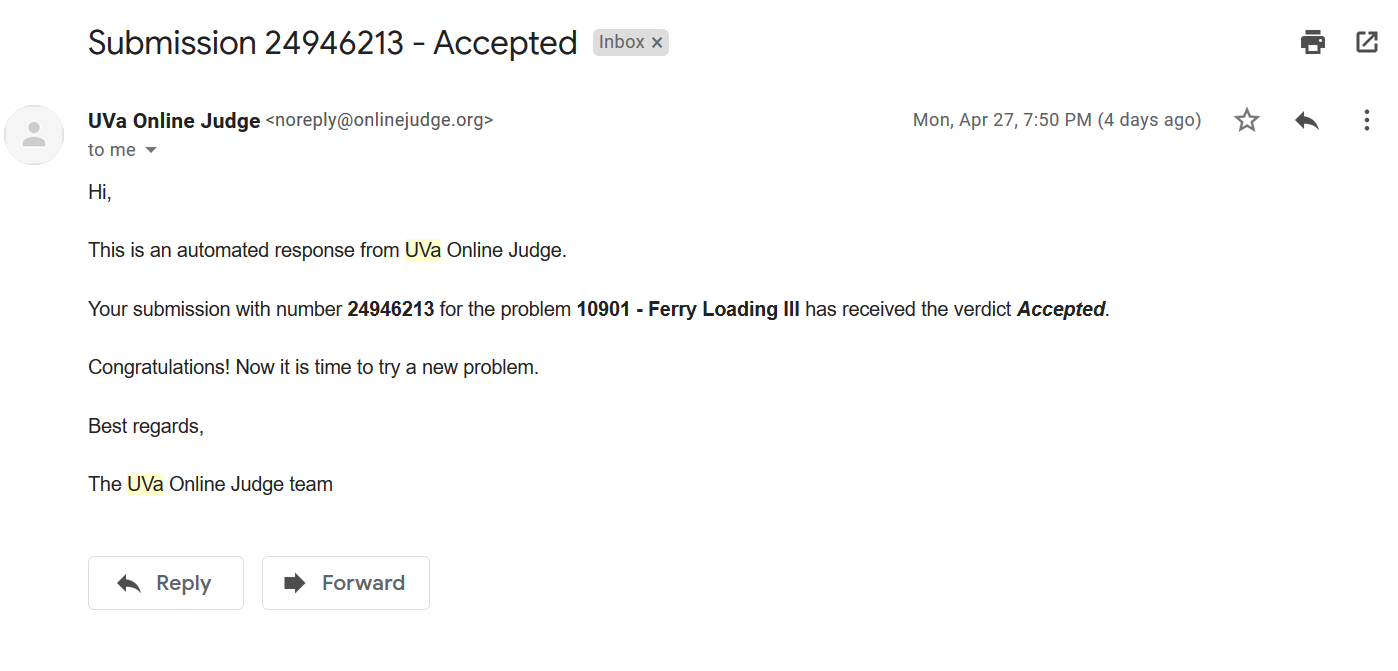 Submission 24946213 - Accepted Inbox ×
UVa Online Judge <noreply@onlinejudge.org> Mon, Apr 27, 7:50 PM (4 days ago)
to me
Hi,
This is an automated response from UVa Online Judge.
Your submission with number 24946213 for the problem 10901 - Ferry Loading III has received the verdict Accepted.
Congratulations! Now it is time to try a new problem.
Best regards,
The UVa Online Judge team
Reply Forward